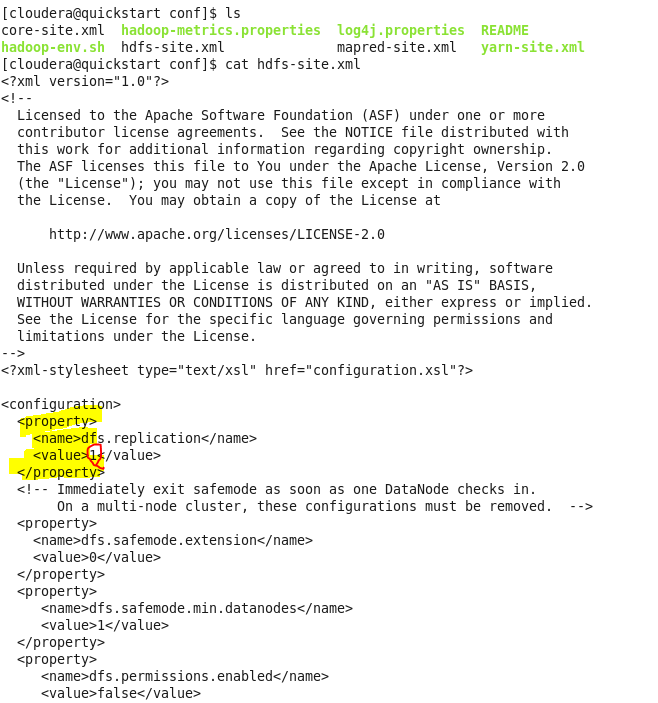 [cloudera@quickstart conf]$ ls
core-site.xml  hadoop-metrics.properties  log4j.properties  README
hadoop-env.sh  hdfs-site.xml              mapred-site.xml   yarn-site.xml
[cloudera@quickstart conf]$ cat hdfs-site.xml
<?xml version="1.0"?>
<!--
  Licensed to the Apache Software Foundation (ASF) under one or more
  contributor license agreements.  See the NOTICE file distributed with
  this work for additional information regarding copyright ownership.
  The ASF licenses this file to You under the Apache License, Version 2.0
  (the "License"); you may not use this file except in compliance with
  the License.  You may obtain a copy of the License at

      http://www.apache.org/licenses/LICENSE-2.0

  Unless required by applicable law or agreed to in writing, software
  distributed under the License is distributed on an "AS IS" BASIS,
  WITHOUT WARRANTIES OR CONDITIONS OF ANY KIND, either express or implied.
  See the License for the specific language governing permissions and
  limitations under the License.
-->
<?xml-stylesheet type="text/xsl" href="configuration.xsl"?>

<configuration>
  <property>
    <name>dfs.replication</name>
    <value>1</value>
  </property>
  <!-- Immediately exit safemode as soon as one DataNode checks in.
       On a multi-node cluster, these configurations must be removed.  -->
  <property>
    <name>dfs.safemode.extension</name>
    <value>0</value>
  </property>
  <property>
     <name>dfs.safemode.min.datanodes</name>
     <value>1</value>
  </property>
  <property>
     <name>dfs.permissions.enabled</name>
     <value>false</value>